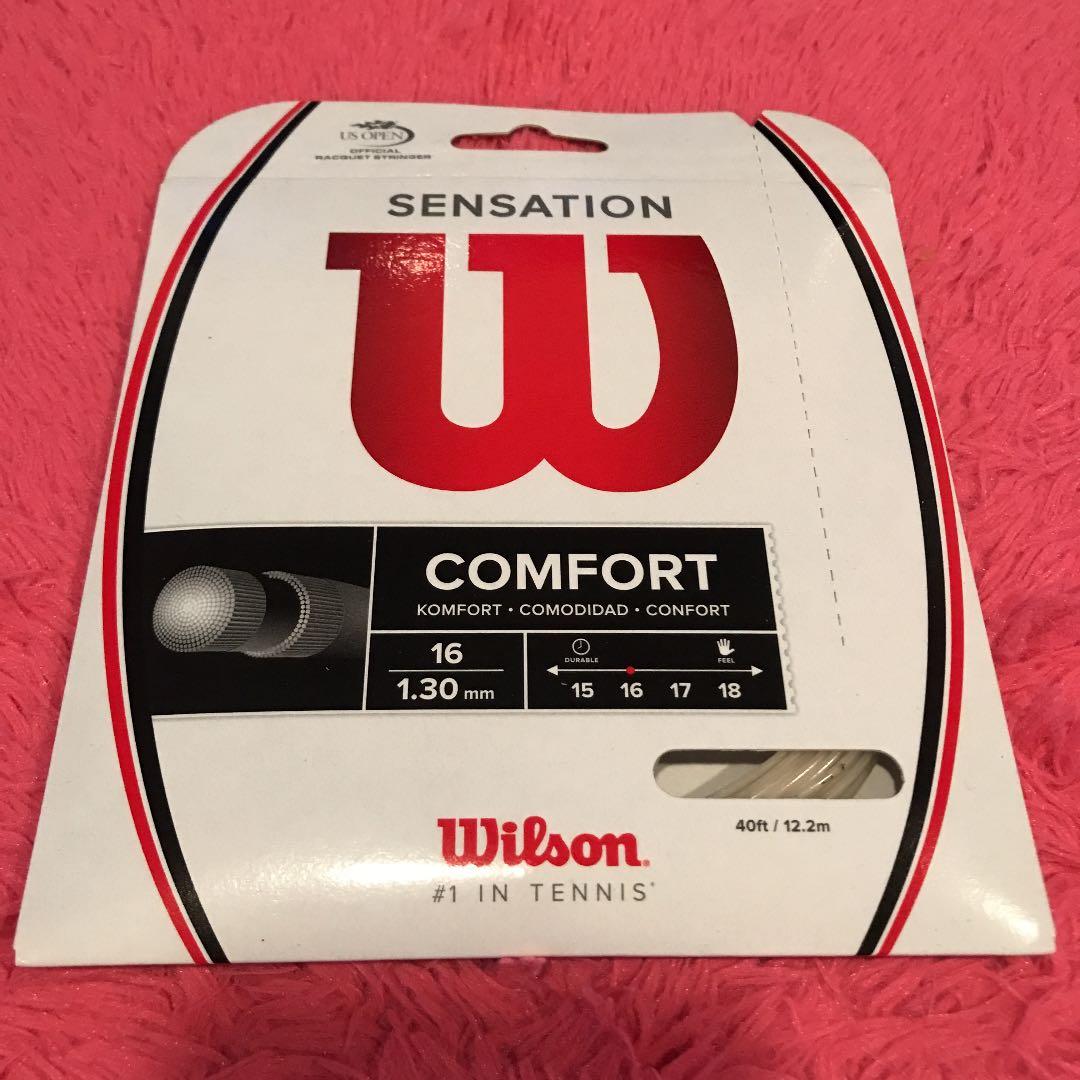 US OPEN
OFFICIAL
RACQUET STRINGER
SENSATION
W
COMFORT
KOMFORT • COMODIDAD • CONFORT
16
1.30 mm
DURABLE FEEL
15 16 17 18
40ft / 12.2m
Wilson.
#1 IN TENNIS*